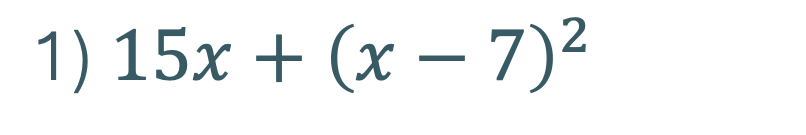 1) 15𝑥 + (𝑥 − 7)²